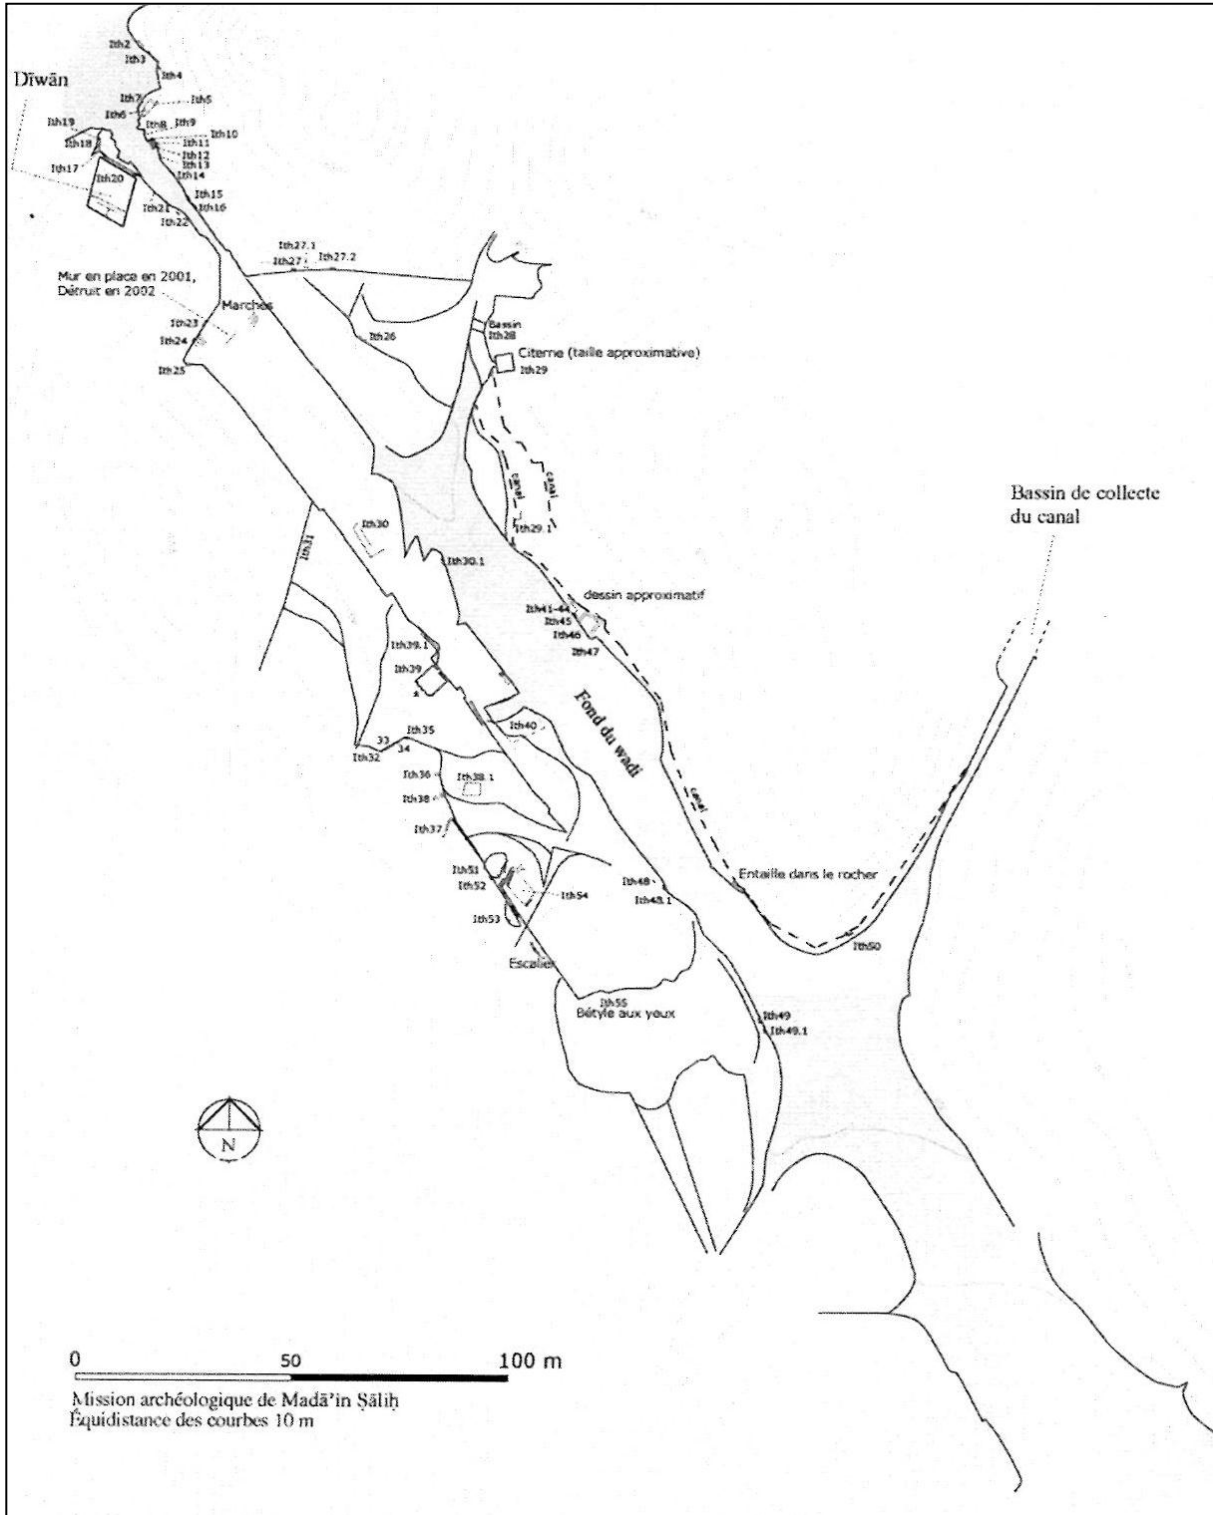 Ith2
Ith3
Ith4
Dīwān
Ith7
Ith5
Ith6
Ith19
Ith8
Ith9
Ith10
Ith18
Ith11
Ith12
Ith17
Ith13
Ith20
Ith14
Ith15
Ith21
Ith16
Ith22
Ith27.1
Ith27
Ith27.2
Mur en place en 2001,
Détruit en 2002
Marches
Ith23
Ith24
Ith25
Ith26
Bassin
Ith28
Citerne (taille approximative)
Ith29
canal
canal
Bassin de collecte
du canal
Ith30
Ith29.1
Ith31
Ith30.1
dessin approximatif
Ith41-44
Ith45
Ith46
Ith47
Ith39.1
Ith39
Fond du wadi
Ith40
Ith35
33
34
Ith32
Ith36
Ith38.1
Ith38
canal
Ith37
Ith51
Ith52
Ith54
Ith48
Ith48.1
Entaille dans le rocher
Ith53
Ith50
Escalier
Ith55
Bétyle aux yeux
Ith49
Ith49.1
N
0 50 100 m
Mission archéologique de Madā'in Ṣāliḥ
Équidistance des courbes 10 m